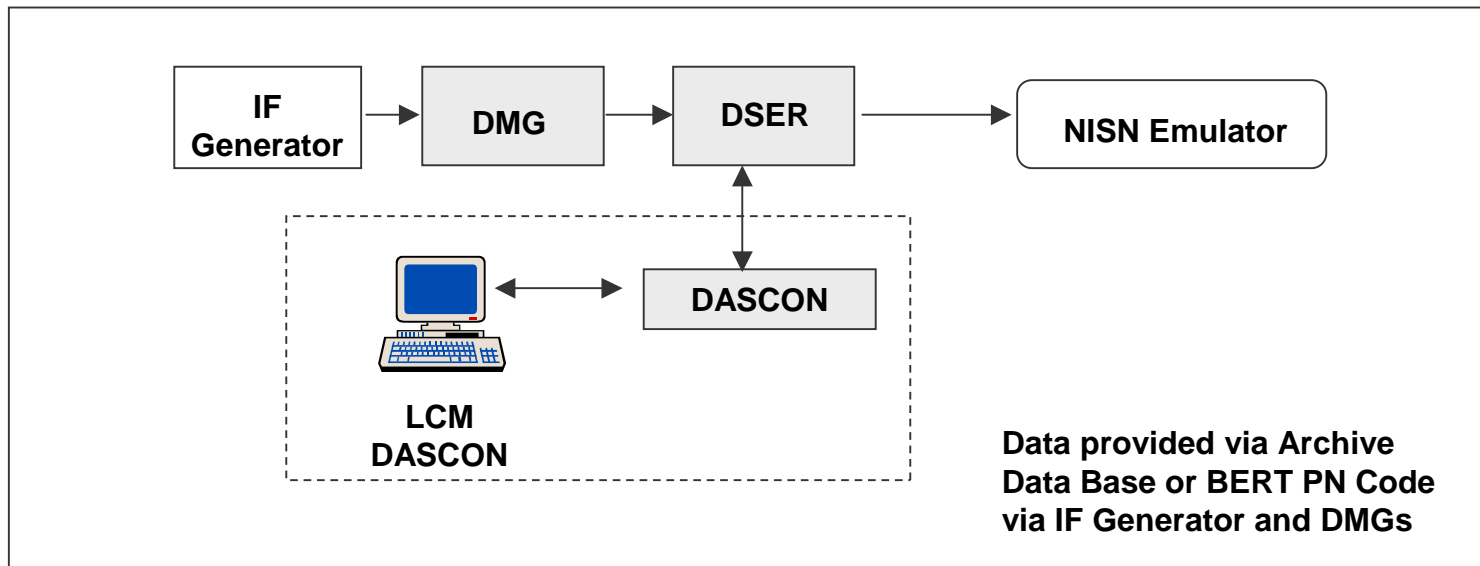 IF
Generator
DMG
DSER
NISN Emulator
DASCON
LCM
DASCON
Data provided via Archive
Data Base or BERT PN Code
via IF Generator and DMGs